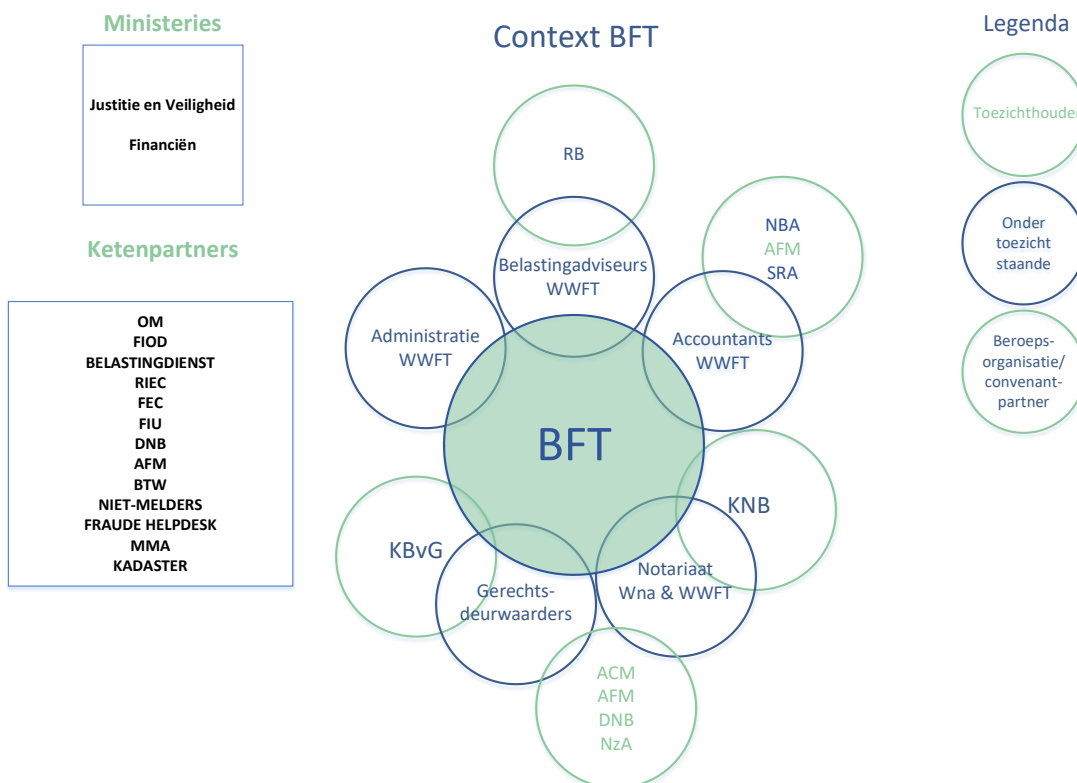 Ministeries
Justitie en Veiligheid
Financiën
Ketenpartners
OM
FIOD
BELASTINGDIENST
RIEC
FEC
FIU
DNB
AFM
BTW
NIET-MELDERS
FRAUDE HELPDESK
MMA
KADASTER
Context BFT
RB
Belastingadviseurs
WWFT
NBA
AFM
SRA
Administratie
WWFT
Accountants
WWFT
BFT
KBvG
KNB
Gerechts-
deurwaarders
Notariaat
Wna & WWFT
ACM
AFM
DNB
NzA
Legenda
Toezichthouder
Onder
toezicht
staande
Beroeps-
organisatie/
convenant-
partner